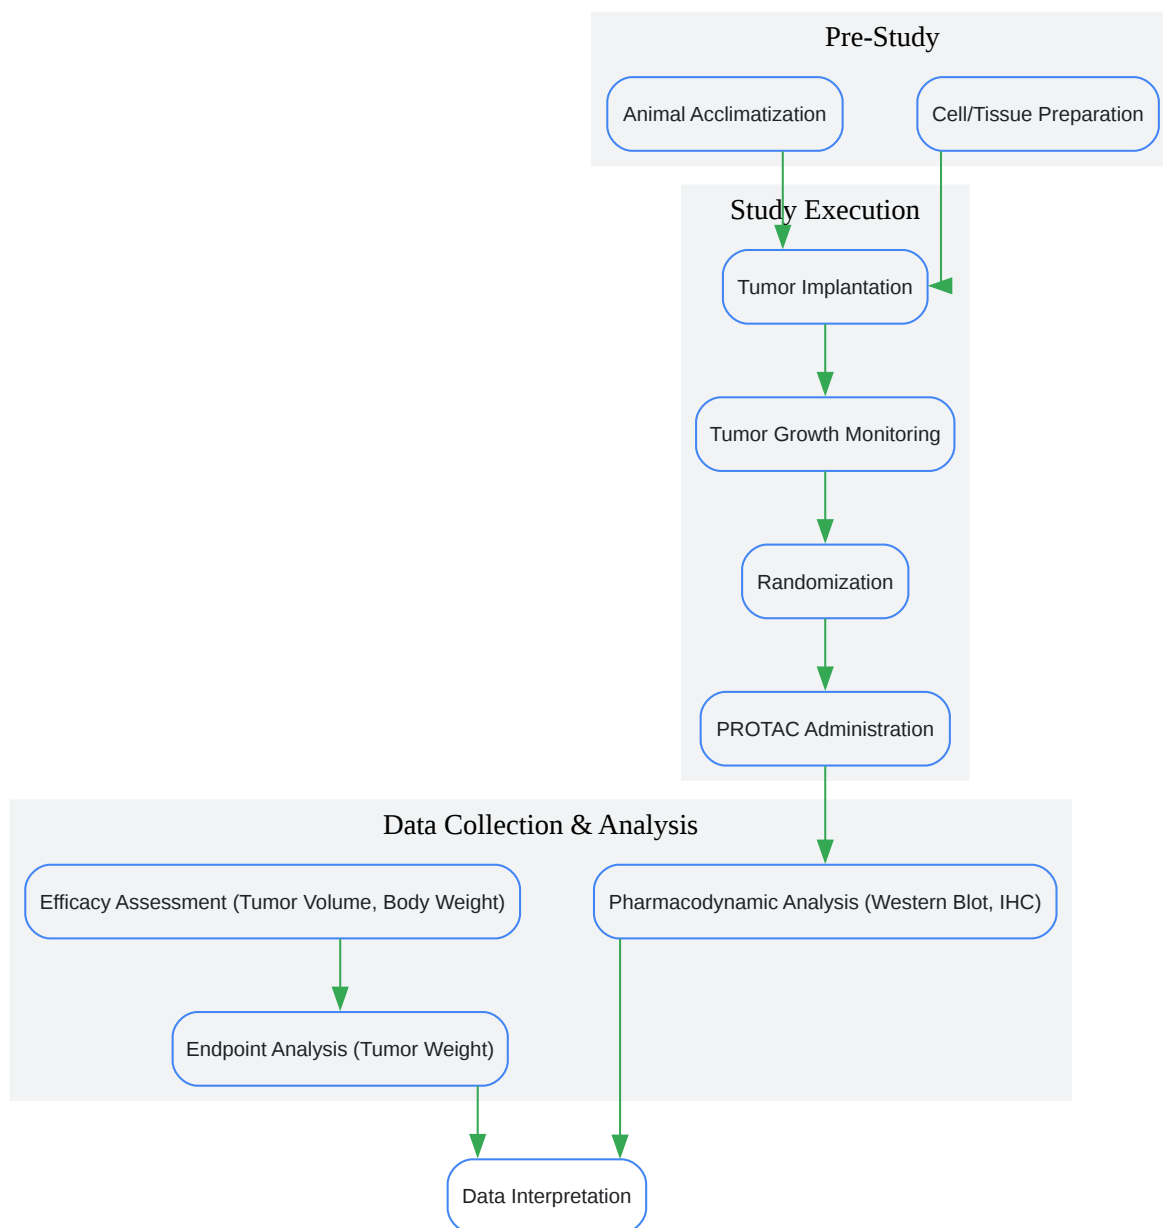 Pre-Study
Animal Acclimatization
Cell/Tissue Preparation
Study Execution
Tumor Implantation
Tumor Growth Monitoring
Randomization
PROTAC Administration
Data Collection & Analysis
Efficacy Assessment (Tumor Volume, Body Weight)
Pharmacodynamic Analysis (Western Blot, IHC)
Endpoint Analysis (Tumor Weight)
Data Interpretation